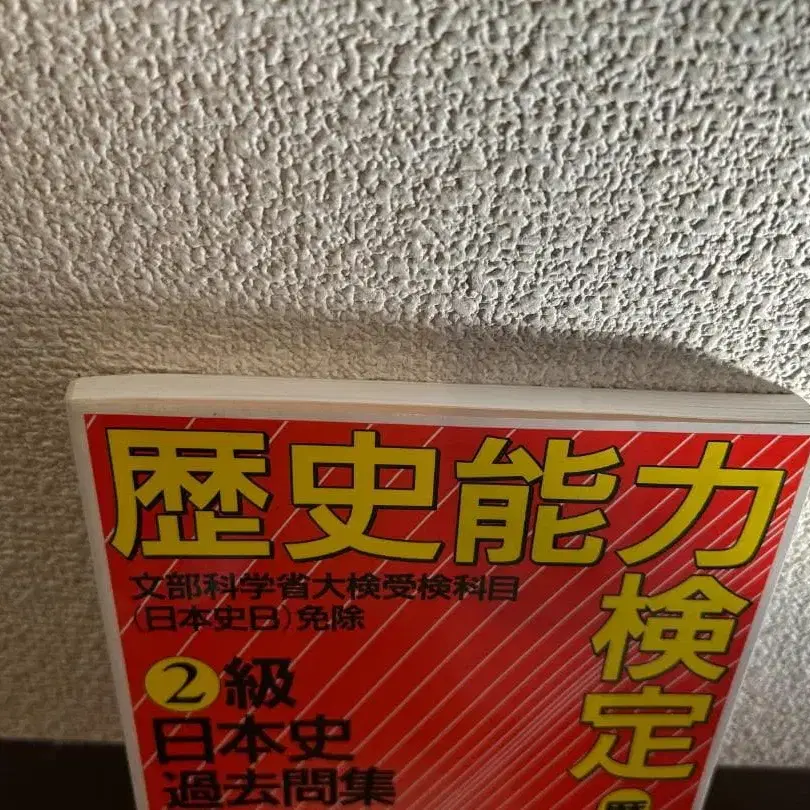 歴史能力検定
文部科学省大検受検科目
(日本史B)免除
2級
日本史
過去問集
歴